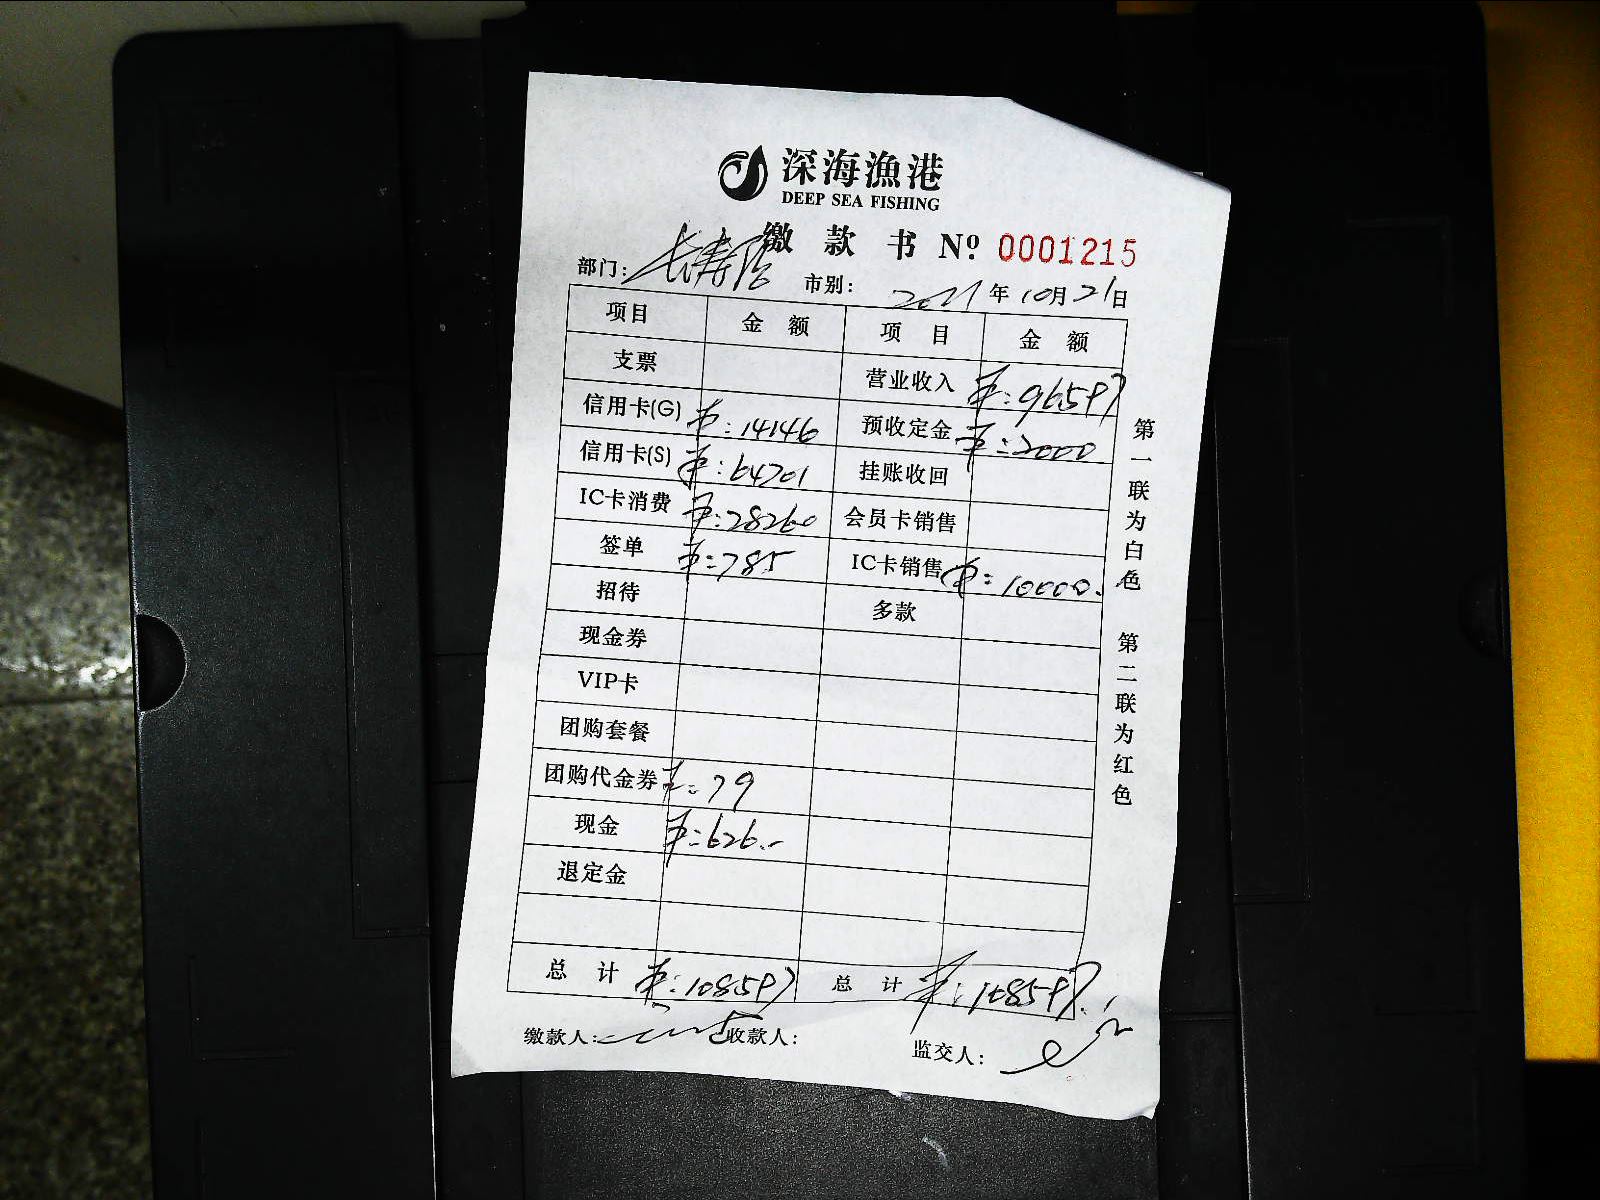 深海漁港
DEEP SEA FISHING
缴款书 Nº 0001215
部门: 长寿路 市别: 2021年10月21日
项目 金额 项目 金额
支票 营业收入 ￥:96597
信用卡(G) ￥:14146 预收定金 ￥:2000
信用卡(S) ￥:64701 挂账收回
IC卡消费 ￥:28260 会员卡销售
签单 ￥:785 IC卡销售 ￥:10000.
招待 多款
现金券
VIP卡
团购套餐
团购代金券 ￥:79
现金 ￥:626.-
退定金
总计 ￥:108597 总计 ￥:108597.
缴款人: 收款人: 监交人:
第一联为白色 第二联为红色